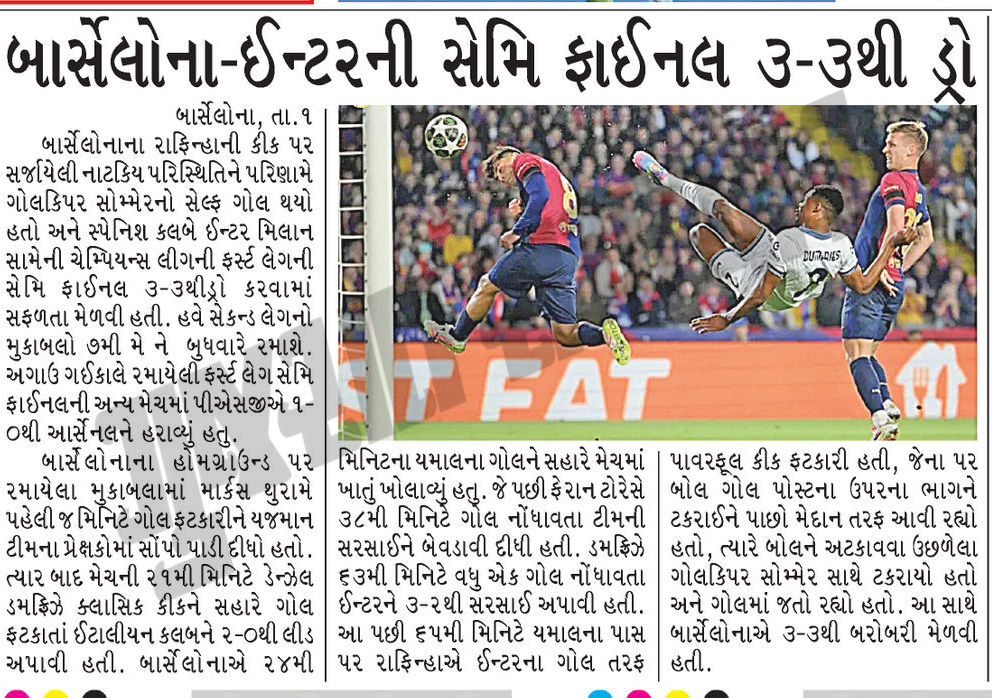 બાર્સેલોના-ઈન્ટરની સેમિ ફાઈનલ ૩-૩થી ડ્રો
બાર્સેલોના, તા.૧
બાર્સેલોનાના રાફિન્હાની કીક પર
સર્જાયેલી નાટકિય પરિસ્થિતિને પરિણામે
ગોલકિપર સોમ્મેરનો સેલ્ફ ગોલ થયો
હતો અને સ્પેનિશ કલબે ઈન્ટર મિલાન
સામેની ચેમ્પિયન્સ લીગની ફર્સ્ટ લેગની
સેમિ ફાઈનલ ૩-૩થીડ્રો કરવામાં
સફળતા મેળવી હતી. હવે સેકન્ડ લેગનો
મુકાબલો ૭મી મે ને બુધવારે રમાશે.
અગાઉ ગઈકાલે રમાયેલી ફર્સ્ટ લેગ સેમિ
ફાઈનલની અન્ય મેચમાં પીએસજીએ ૧-
૦થી આર્સેનલને હરાવ્યું હતુ.
બાર્સેલોનાના હોમગ્રાઉન્ડ પર
રમાયેલા મુકાબલામાં માર્કસ થુરામે
પહેલી જ મિનિટે ગોલ ફટકારીને યજમાન
ટીમના પ્રેક્ષકોમાં સોંપો પાડી દીધો હતો.
ત્યાર બાદ મેચની ૨૧મી મિનિટે ડેન્ઝેલ
ડમફ્રિઝે ક્લાસિક કીકને સહારે ગોલ
ફટકાતાં ઈટાલીયન કલબને ૨-૦થી લીડ
અપાવી હતી. બાર્સેલોનાએ ૨૪મી
8
DUMFRIES
2
ST EAT
મિનિટના યમાલના ગોલને સહારે મેચમાં
ખાતું ખોલાવ્યું હતુ. જે પછી ફેરાન ટોરેસે
૩૮મી મિનિટે ગોલ નોંધાવતા ટીમની
સરસાઈને બેવડાવી દીધી હતી. ડમફ્રિઝે
૬૩મી મિનિટે વધુ એક ગોલ નોંધાવતા
ઈન્ટરને ૩-૨થી સરસાઈ અપાવી હતી.
આ પછી ૬૫મી મિનિટે યમાલના પાસ
પર રાફિન્હાએ ઈન્ટરના ગોલ તરફ
પાવરફૂલ કીક ફટકારી હતી, જેના પર
બોલ ગોલ પોસ્ટના ઉપરના ભાગને
ટકરાઈને પાછો મેદાન તરફ આવી રહ્યો
હતો, ત્યારે બોલને અટકાવવા ઉછળેલા
ગોલકિપર સોમ્મેર સાથે ટકરાયો હતો
અને ગોલમાં જતો રહ્યો હતો. આ સાથે
બાર્સેલોનાએ ૩-૩થી બરોબરી મેળવી
હતી.